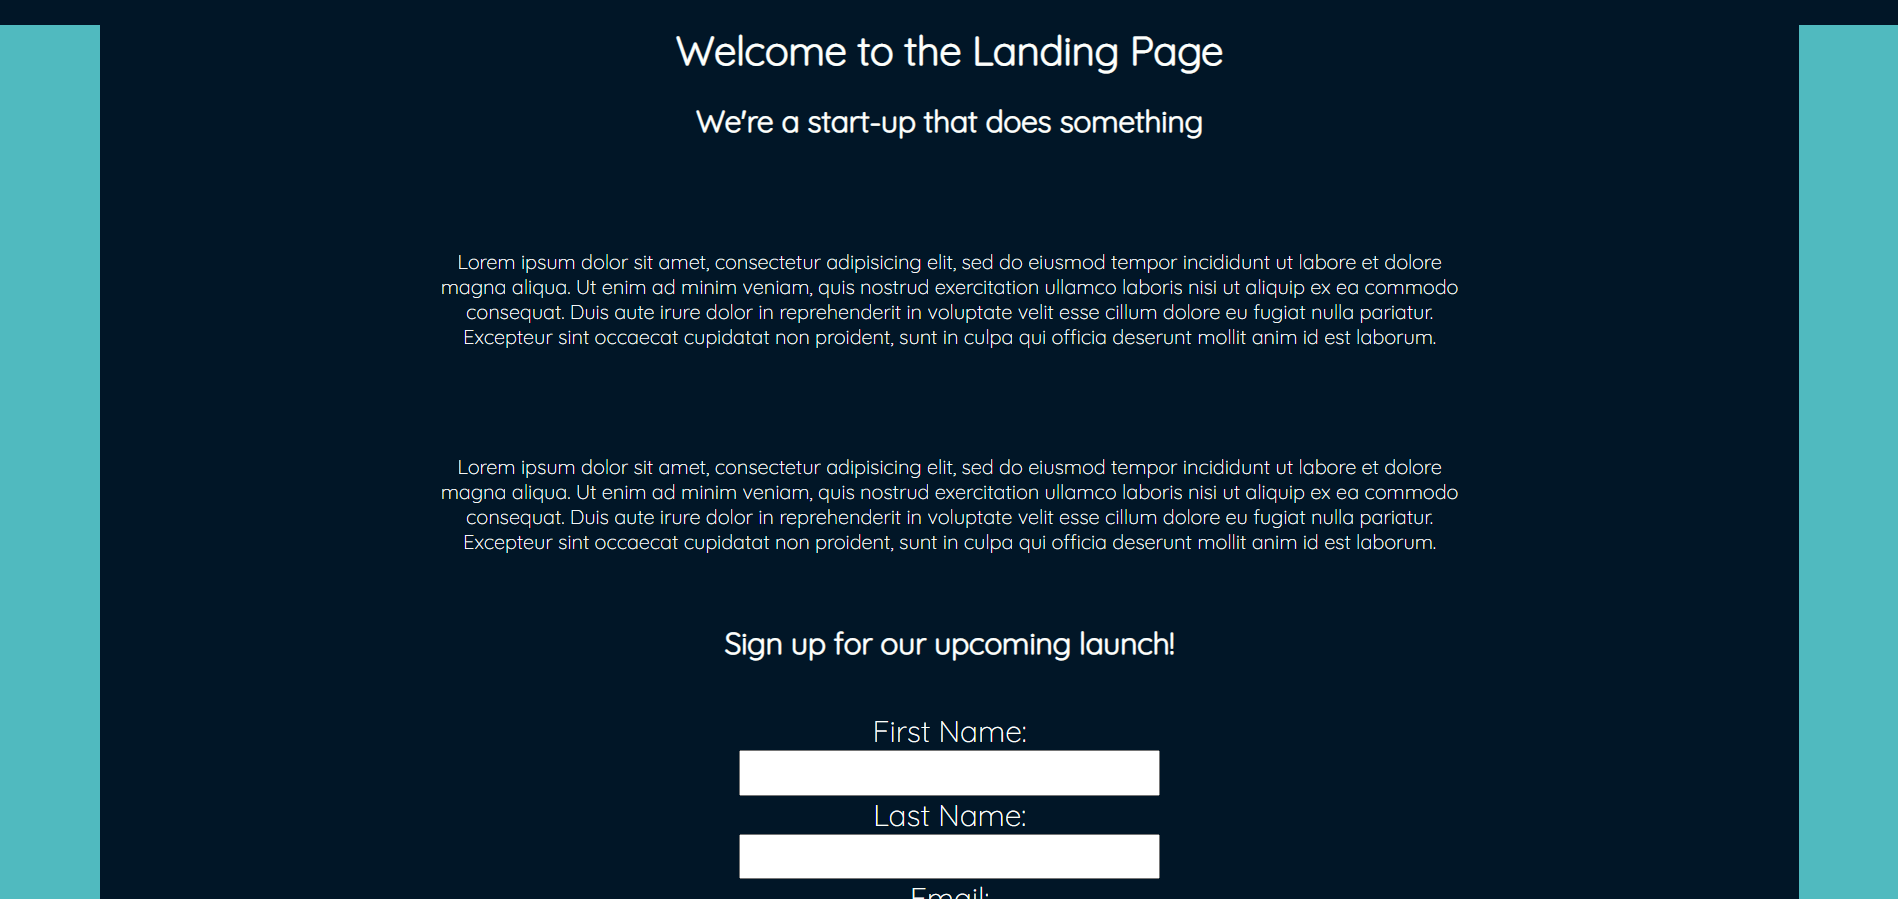 Welcome to the Landing Page
We're a start-up that does something
Lorem ipsum dolor sit amet, consectetur adipisicing elit, sed do eiusmod tempor incididunt ut labore et dolore
magna aliqua. Ut enim ad minim veniam, quis nostrud exercitation ullamco laboris nisi ut aliquip ex ea commodo
consequat. Duis aute irure dolor in reprehenderit in voluptate velit esse cillum dolore eu fugiat nulla pariatur.
Excepteur sint occaecat cupidatat non proident, sunt in culpa qui officia deserunt mollit anim id est laborum.
Lorem ipsum dolor sit amet, consectetur adipisicing elit, sed do eiusmod tempor incididunt ut labore et dolore
magna aliqua. Ut enim ad minim veniam, quis nostrud exercitation ullamco laboris nisi ut aliquip ex ea commodo
consequat. Duis aute irure dolor in reprehenderit in voluptate velit esse cillum dolore eu fugiat nulla pariatur.
Excepteur sint occaecat cupidatat non proident, sunt in culpa qui officia deserunt mollit anim id est laborum.
Sign up for our upcoming launch!
First Name:
Last Name:
Email: